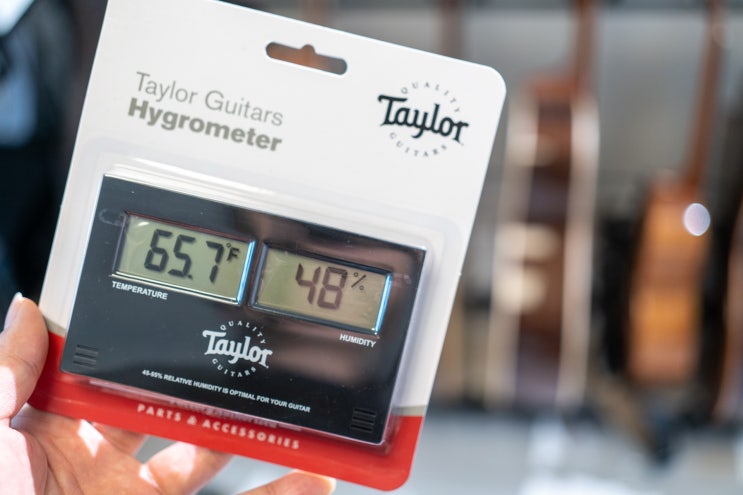 Taylor Guitars
Hygrometer
QUALITY
Taylor
GUITARS
65.7°F
48%
TEMPERATURE
HUMIDITY
QUALITY
Taylor
GUITARS
45-55% RELATIVE HUMIDITY IS OPTIMAL FOR YOUR GUITAR
PARTS & ACCESSORIES